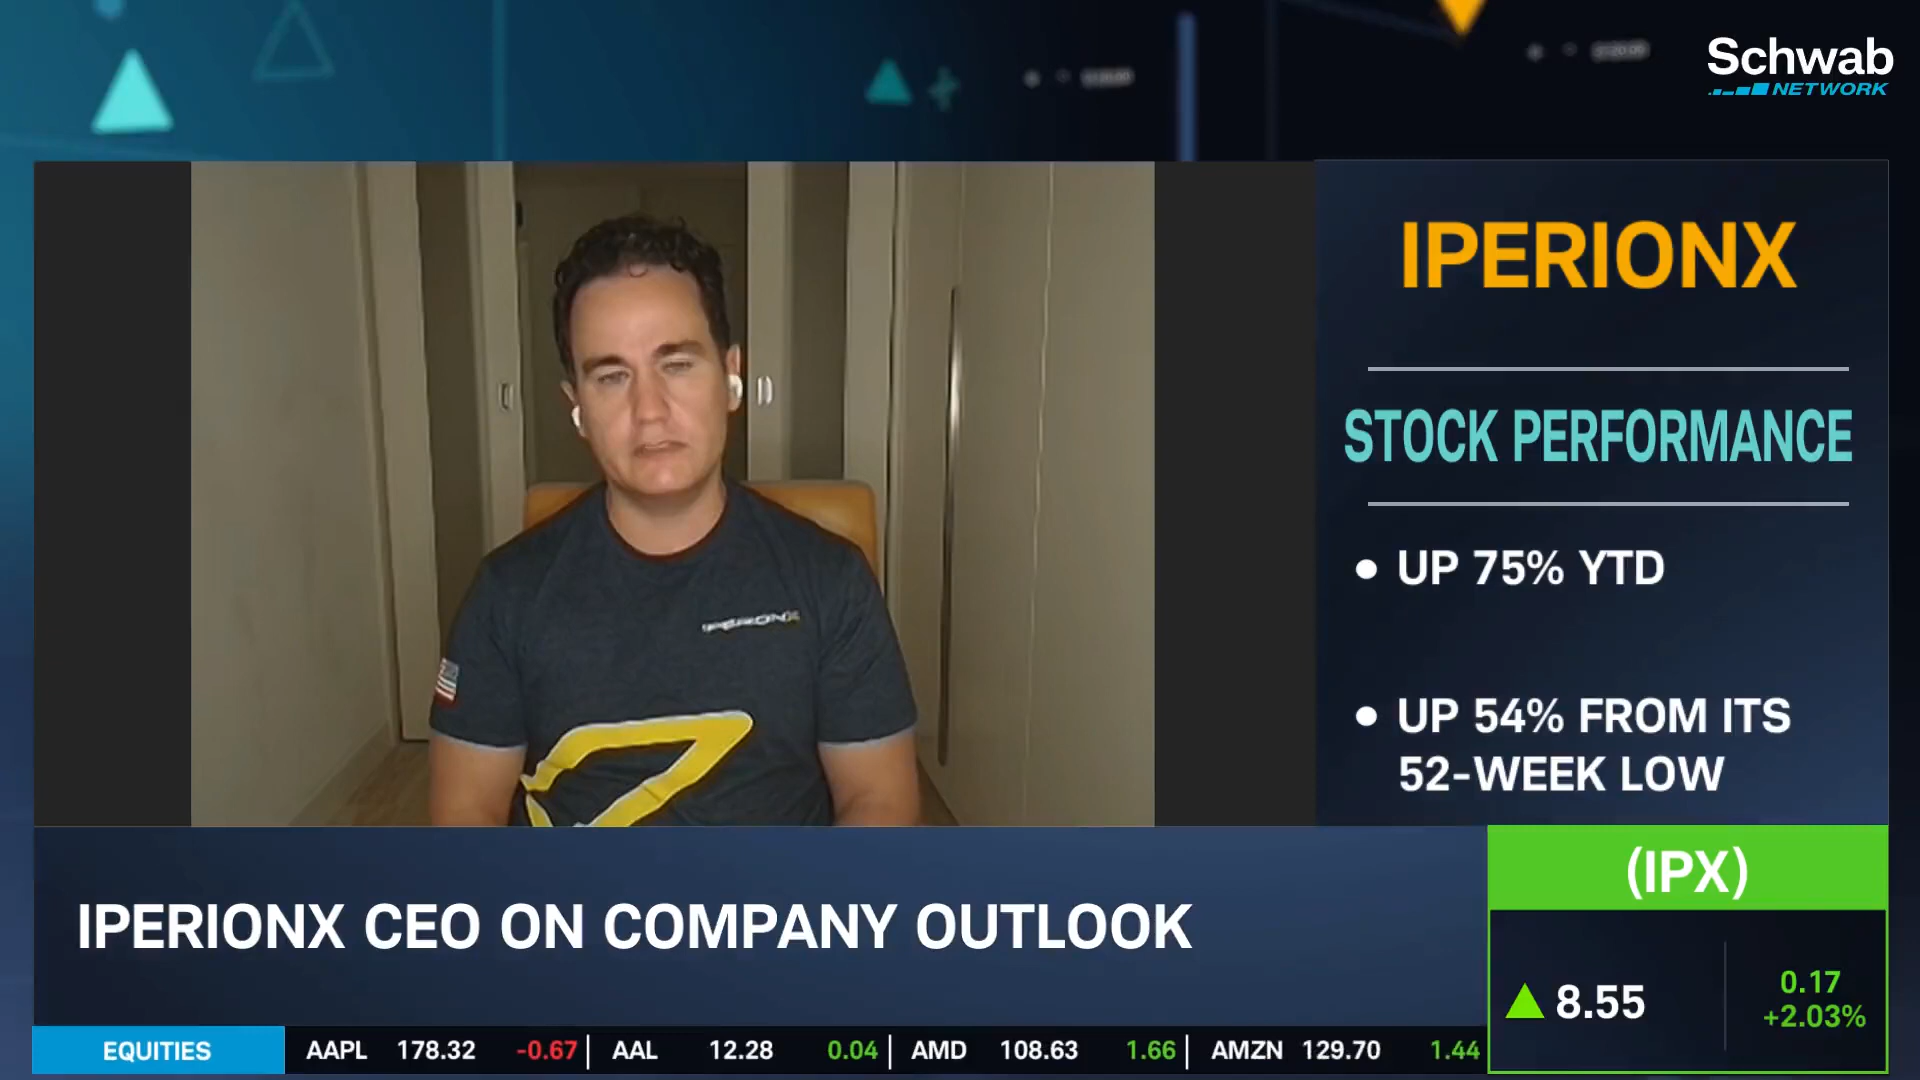 Schwab
NETWORK
IPERIONX
STOCK PERFORMANCE
● UP 75% YTD
● UP 54% FROM ITS
52-WEEK LOW
IPERIONX
IPERIONX CEO ON COMPANY OUTLOOK
(IPX)
▲ 8.55
0.17
+2.03%
EQUITIES AAPL 178.32 -0.67 | AAL 12.28 0.04 | AMD 108.63 1.66 | AMZN 129.70 1.44